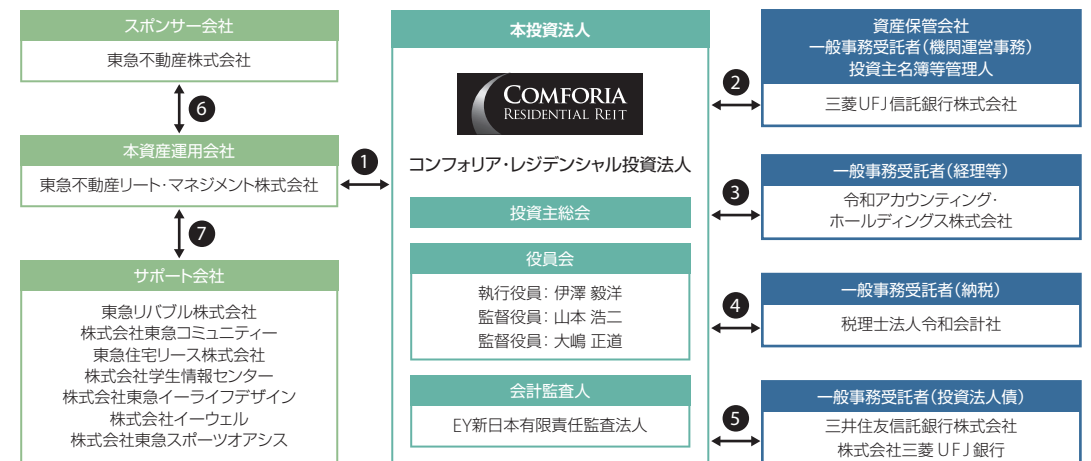 スポンサー会社
東急不動産株式会社
6
本資産運用会社
東急不動産リート・マネジメント株式会社
7
サポート会社
東急リバブル株式会社
株式会社東急コミュニティー
東急住宅リース株式会社
株式会社学生情報センター
株式会社東急イーライフデザイン
株式会社イーウェル
株式会社東急スポーツオアシス
1
本投資法人
COMFORIA
RESIDENTIAL REIT
コンフォリア・レジデンシャル投資法人
投資主総会
役員会
執行役員：伊澤 毅洋
監督役員：山本 浩二
監督役員：大嶋 正道
会計監査人
EY新日本有限責任監査法人
2
資産保管会社
一般事務受託者（機関運営事務）
投資主名簿等管理人
三菱UFJ信託銀行株式会社
3
一般事務受託者（経理等）
令和アカウンティング・
ホールディングス株式会社
4
一般事務受託者（納税）
税理士法人令和会計社
5
一般事務受託者（投資法人債）
三井住友信託銀行株式会社
株式会社三菱UFJ銀行